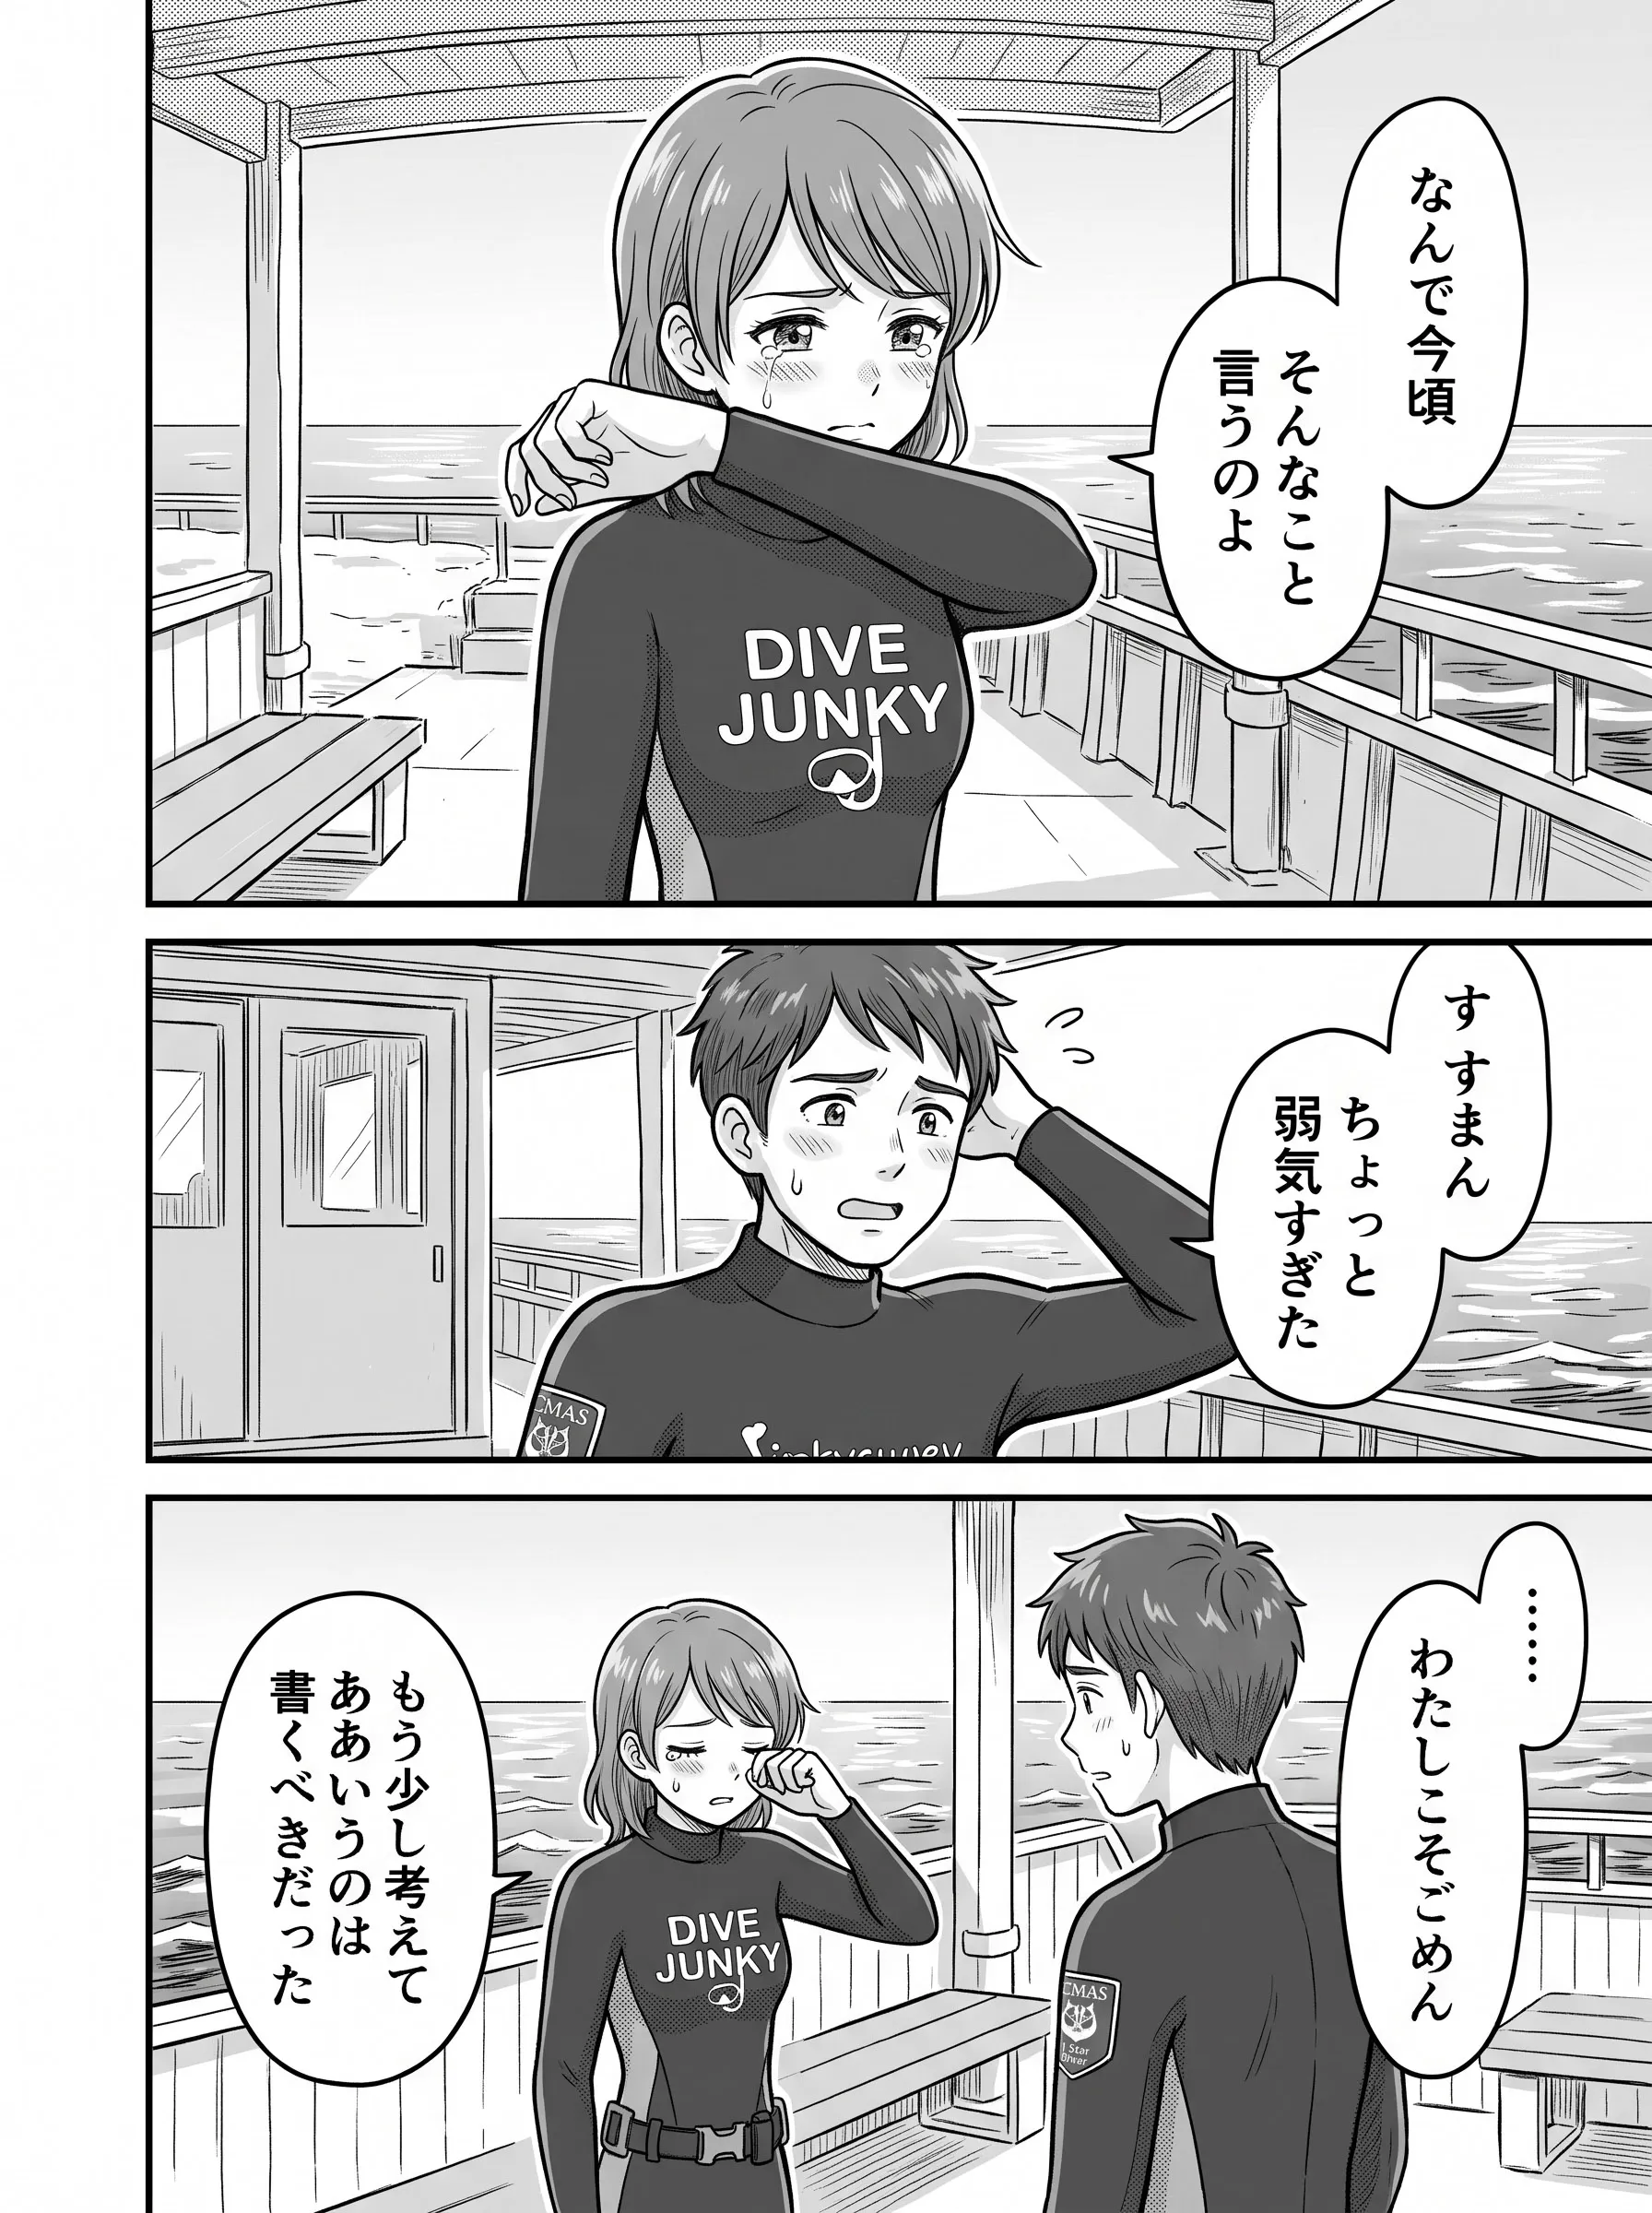 なんで今頃
そんなこと
言うのよ
DIVE
JUNKY
す すまん
ちょっと
弱気すぎた
CMAS
……
わたしこそごめん
もう少し考えて
ああいうのは
書くべきだった
DIVE
JUNKY
CMAS
1 Star